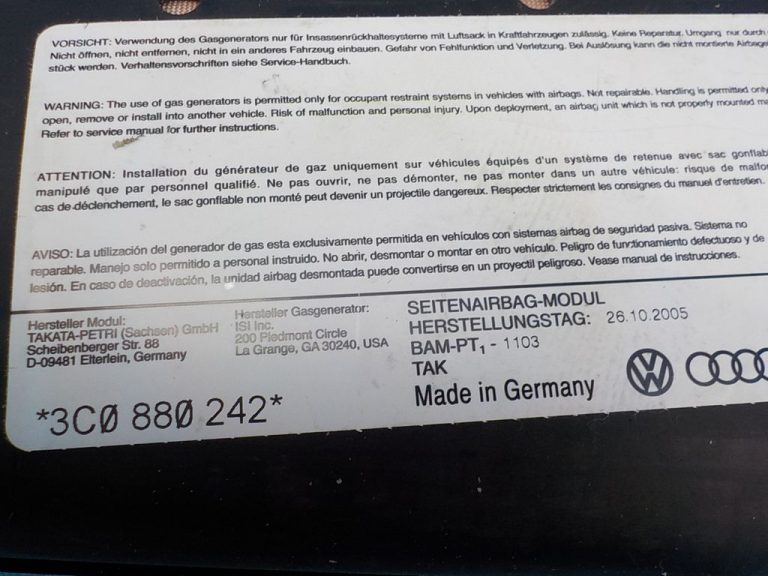 VORSICHT: Verwendung des Gasgenerators nur für Insassenrückhaltesysteme mit Luftsack in Kraftfahrzeugen zulässig. Keine Reparatur. Umgang nur durch
Nicht öffnen, nicht entfernen, nicht in ein anderes Fahrzeug einbauen. Gefahr von Fehlfunktion und Verletzung. Bei Auslösung kann die nicht montierte Airbag
stück werden. Verhaltensvorschriften siehe Service-Handbuch.
WARNING: The use of gas generators is permitted only for occupant restraint systems in vehicles with airbags. Not repairable. Handling is permitted only
open, remove or install into another vehicle. Risk of malfunction and personal injury. Upon deployment, an airbag unit which is not properly mounted
Refer to service manual for further instructions.
ATTENTION: Installation du générateur de gaz uniquement sur véhicules équipés d'un système de retenue avec sac gonflab
manipulé que par personnel qualifié. Ne pas ouvrir, ne pas démonter, ne pas monter dans un autre véhicule: risque de malfo
cas de déclenchement, le sac gonflable non monté peut devenir un projectile dangereux. Respecter strictement les consignes du manuel d'entretien.
AVISO: La utilización del generador de gas esta exclusivamente permitida en vehículos con sistemas airbag de seguridad pasiva. Sistema no
reparable. Manejo solo permitido a personal instruido. No abrir, desmontar o montar en otro vehículo. Peligro de funcionamiento defectuoso y de
lesión. En caso de deactivación, la unidad airbag desmontada puede convertirse en un proyectil peligroso. Vease manual de instrucciones.
Hersteller Modul:
TAKATA-PETRI (Sachsen) GmbH
Scheibenberger Str. 88
D-09481 Elterlein, Germany
Hersteller Gasgenerator:
ISI Inc.
200 Piedmont Circle
La Grange, GA 30240, USA
SEITENAIRBAG-MODUL
HERSTELLUNGSTAG: 26.10.2005
BAM-PT₁ - 1103
TAK
Made in Germany
*3C0 880 242*